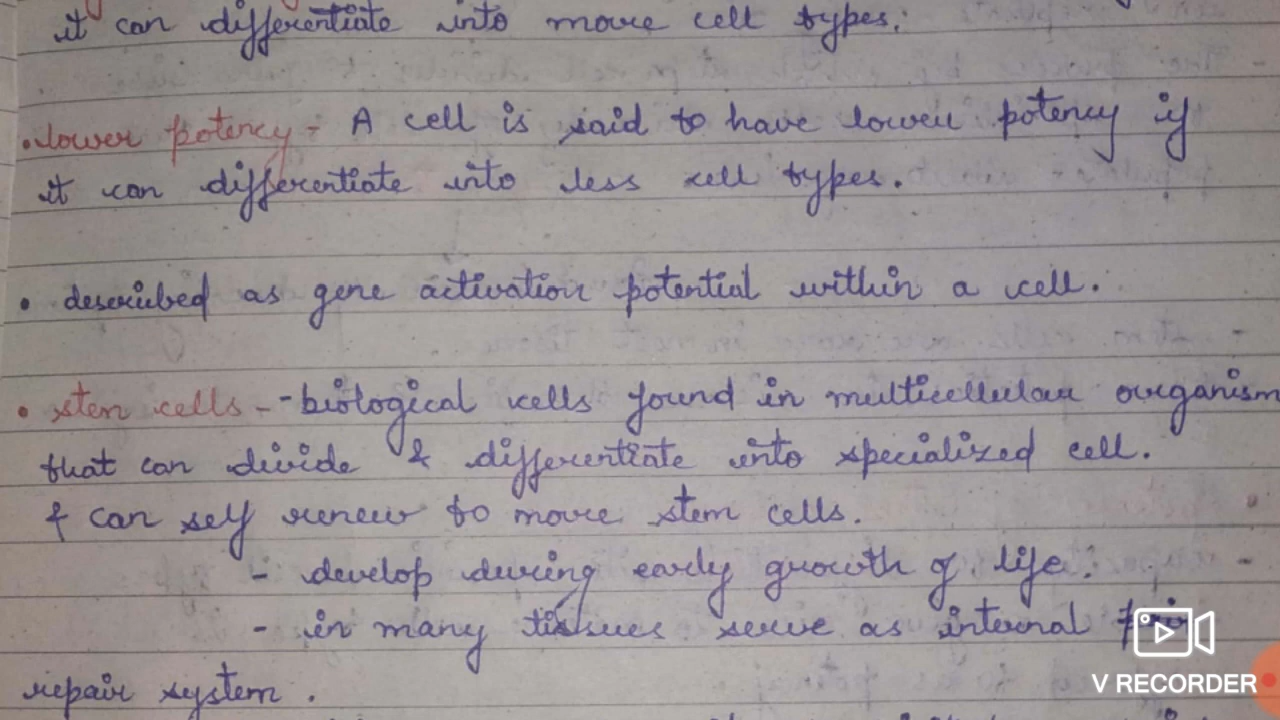 it can differentiate into more cell types.
• lower potency - A cell is said to have lower potency if
it can differentiate into less cell types.
• described as gene activation potential within a cell.
• stem cells - - biological cells found in multicellular organism
that can divide & differentiate into specialized cell.
& can self renew to more stem cells.
- develop during early growth of life.
- in many tissues serve as internal
repair system.
V RECORDER